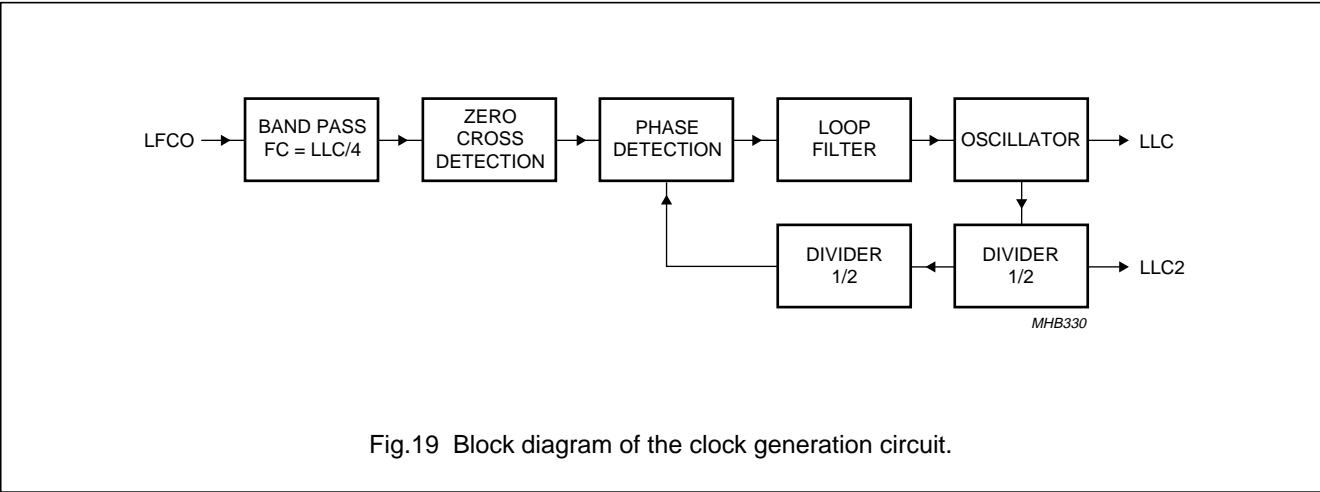 LFCO
BAND PASS
FC = LLC/4
ZERO
CROSS
DETECTION
PHASE
DETECTION
LOOP
FILTER
OSCILLATOR
LLC
DIVIDER
1/2
DIVIDER
1/2
LLC2
MHB330
Fig.19 Block diagram of the clock generation circuit.